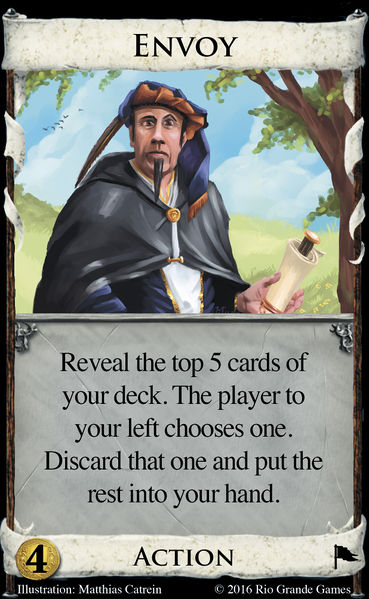 ENVOY
Reveal the top 5 cards of
your deck. The player to
your left chooses one.
Discard that one and put the
rest into your hand.
4
ACTION
Illustration: Matthias Catrein © 2016 Rio Grande Games